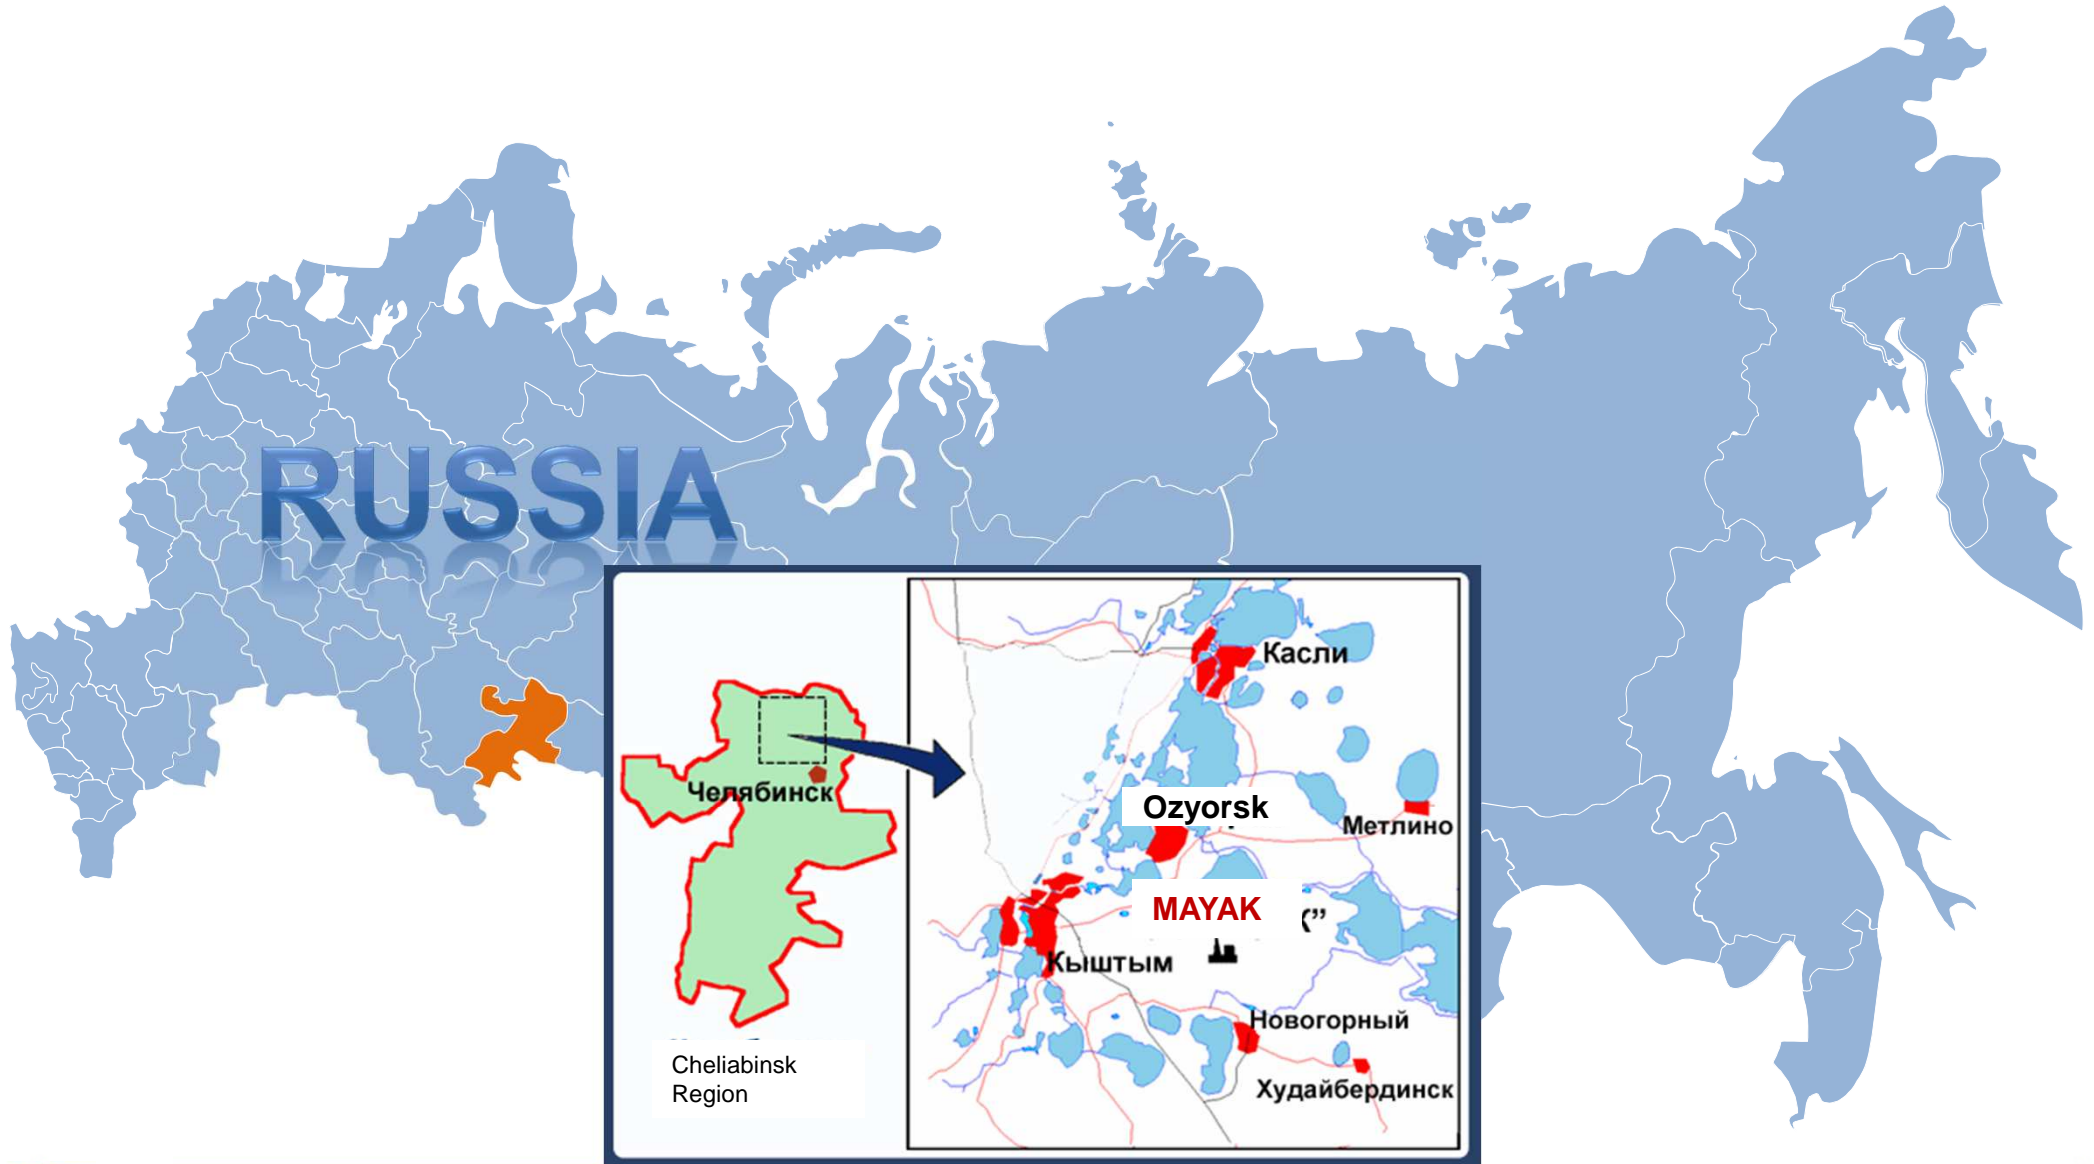 RUSSIA
Касли
Челябинск
Ozyorsk
Метлино
MAYAK
К”
Кыштым
Новогорный
Худайбердинск
Cheliabinsk
Region